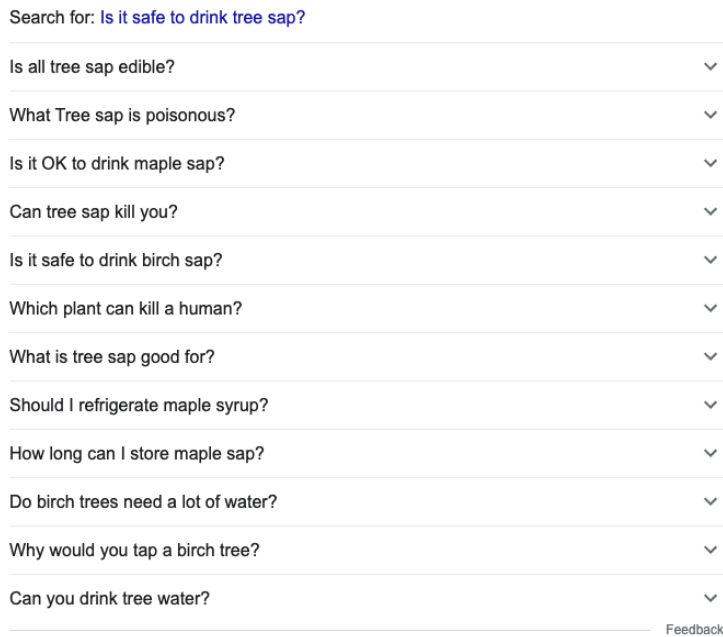 Search for: Is it safe to drink tree sap?
Is all tree sap edible?
What Tree sap is poisonous?
Is it OK to drink maple sap?
Can tree sap kill you?
Is it safe to drink birch sap?
Which plant can kill a human?
What is tree sap good for?
Should I refrigerate maple syrup?
How long can I store maple sap?
Do birch trees need a lot of water?
Why would you tap a birch tree?
Can you drink tree water?
Feedback